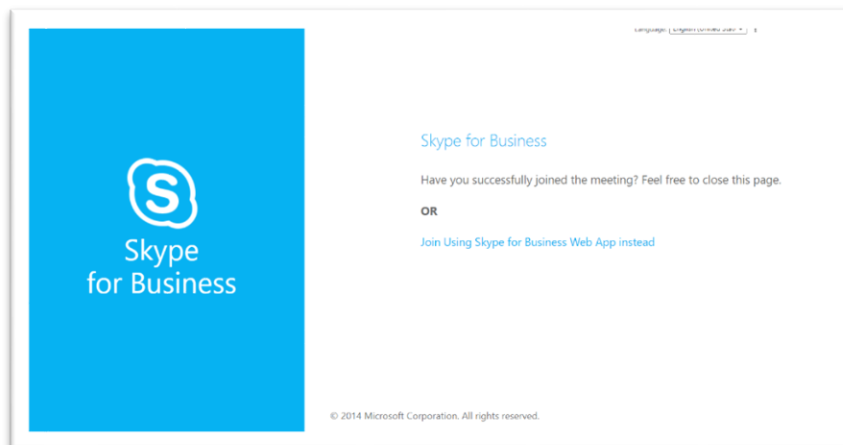 Language:
Skype for Business
Have you successfully joined the meeting? Feel free to close this page.
OR
Join Using Skype for Business Web App instead
S
Skype
for Business
© 2014 Microsoft Corporation. All rights reserved.